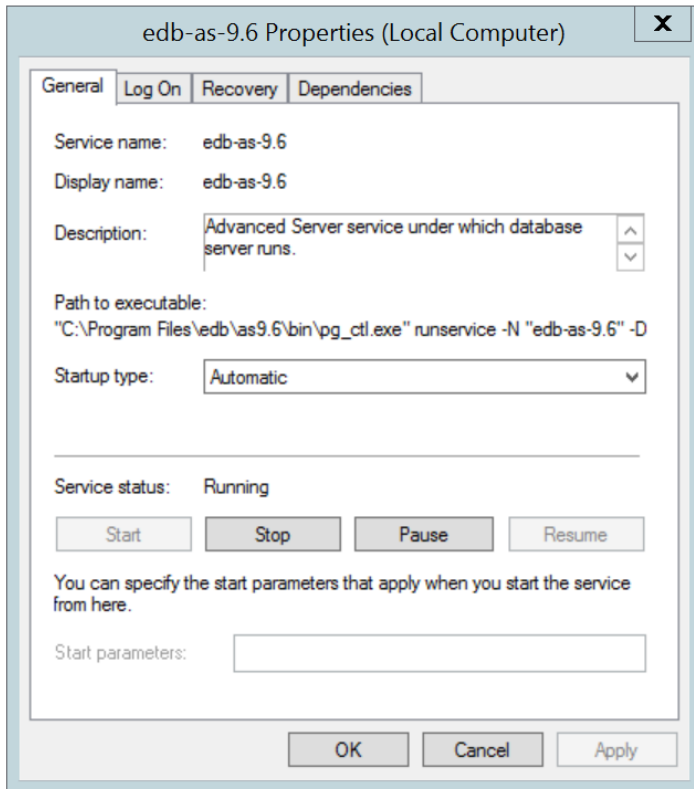 edb-as-9.6 Properties (Local Computer)
X
General Log On Recovery Dependencies
Service name: edb-as-9.6
Display name: edb-as-9.6
Description: Advanced Server service under which database
server runs.
Path to executable:
"C:\Program Files\edb\as9.6\bin\pg_ctl.exe" runservice -N "edb-as-9.6" -D
Startup type: Automatic
Service status: Running
Start Stop Pause Resume
You can specify the start parameters that apply when you start the service
from here.
Start parameters:
OK Cancel Apply